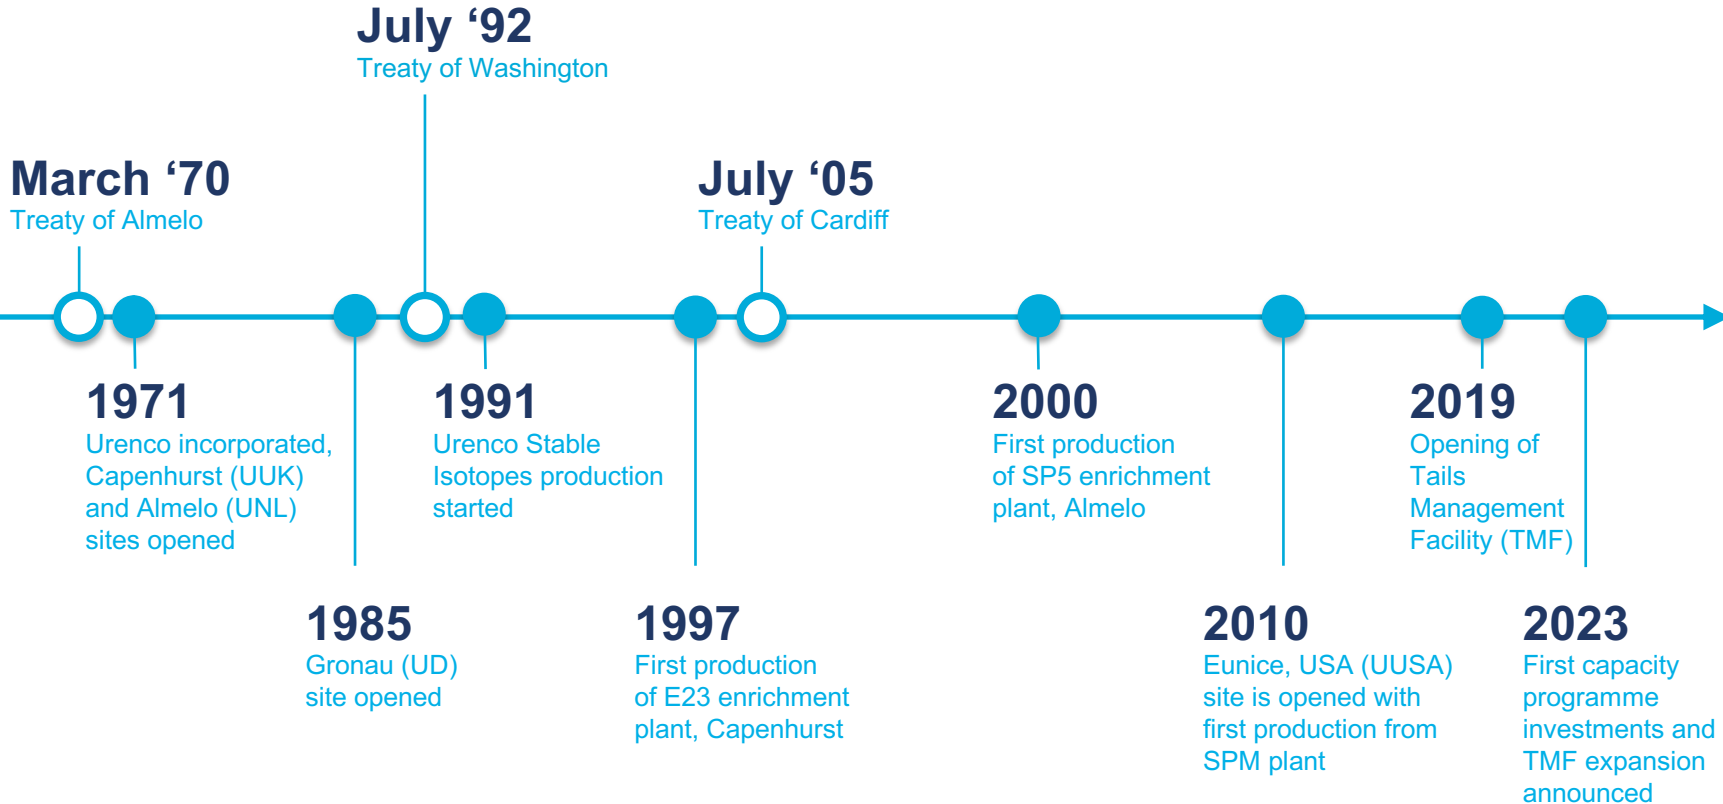 July ‘92
Treaty of Washington
March ‘70
Treaty of Almelo
July ‘05
Treaty of Cardiff
1971
Urenco incorporated,
Capenhurst (UUK)
and Almelo (UNL)
sites opened
1991
Urenco Stable
Isotopes production
started
2000
First production
of SP5 enrichment
plant, Almelo
2019
Opening of
Tails
Management
Facility (TMF)
1985
Gronau (UD)
site opened
1997
First production
of E23 enrichment
plant, Capenhurst
2010
Eunice, USA (UUSA)
site is opened with
first production from
SPM plant
2023
First capacity
programme
investments and
TMF expansion
announced